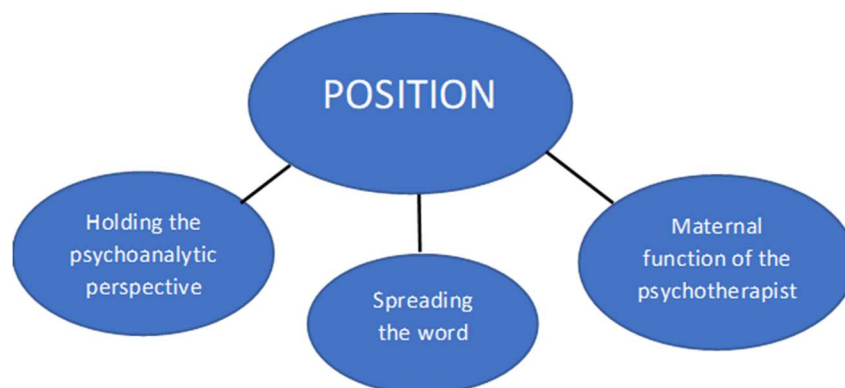 POSITION
Holding the
psychoanalytic
perspective
Spreading
the word
Maternal
function of the
psychotherapist